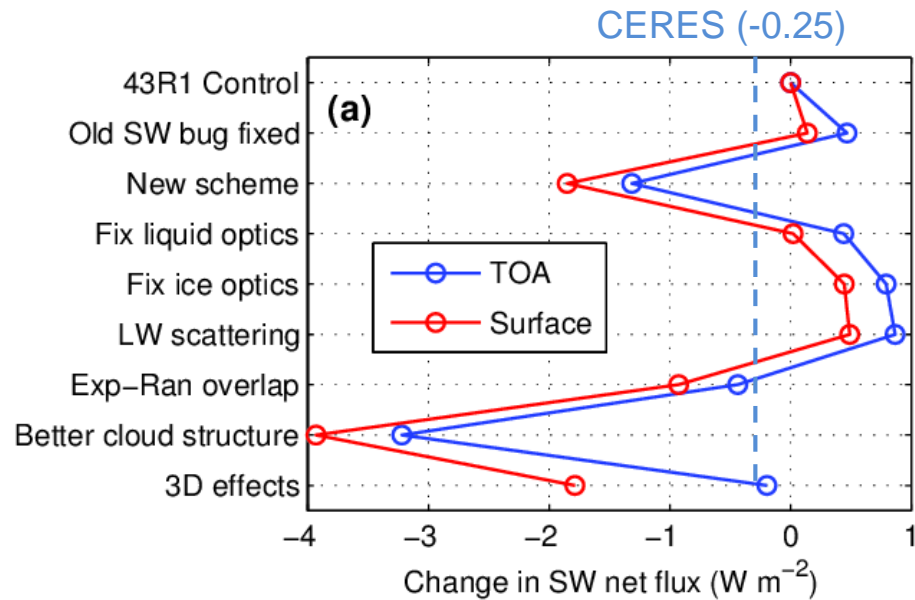 CERES (-0.25)
(a)
43R1 Control
Old SW bug fixed
New scheme
Fix liquid optics
Fix ice optics
LW scattering
Exp−Ran overlap
Better cloud structure
3D effects
TOA
Surface
−4 −3 −2 −1 0 1
Change in SW net flux (W m⁻²)